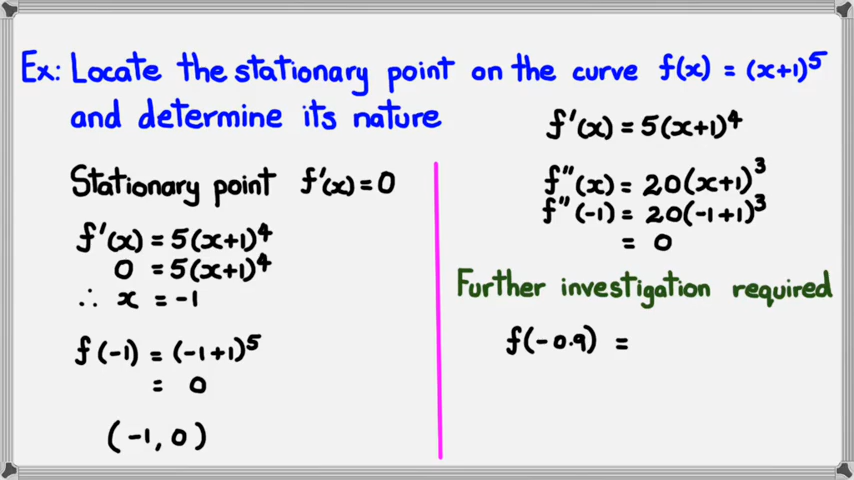 Ex: Locate the stationary point on the curve f(x) = (x+1)⁵
and determine its nature
Stationary point f'(x) = 0
f'(x) = 5(x+1)⁴
0 = 5(x+1)⁴
∴ x = -1
f(-1) = (-1+1)⁵
= 0
(-1, 0)
f'(x) = 5(x+1)⁴
f"(x) = 20(x+1)³
f"(-1) = 20(-1+1)³
= 0
Further investigation required
f(-0.9) =